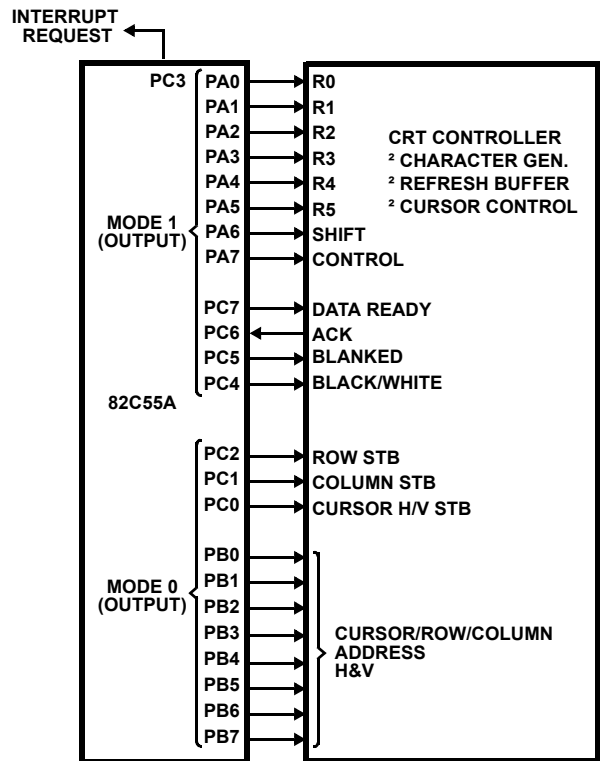 INTERRUPT
REQUEST
PC3
PA0
R0
PA1
R1
PA2
R2
PA3
R3
PA4
R4
PA5
R5
CRT CONTROLLER
² CHARACTER GEN.
² REFRESH BUFFER
² CURSOR CONTROL
MODE 1
(OUTPUT)
PA6
SHIFT
PA7
CONTROL
PC7
DATA READY
PC6
ACK
PC5
BLANKED
PC4
BLACK/WHITE
82C55A
PC2
ROW STB
PC1
COLUMN STB
PC0
CURSOR H/V STB
MODE 0
(OUTPUT)
PB0
PB1
PB2
PB3
PB4
PB5
PB6
PB7
CURSOR/ROW/COLUMN
ADDRESS
H&V